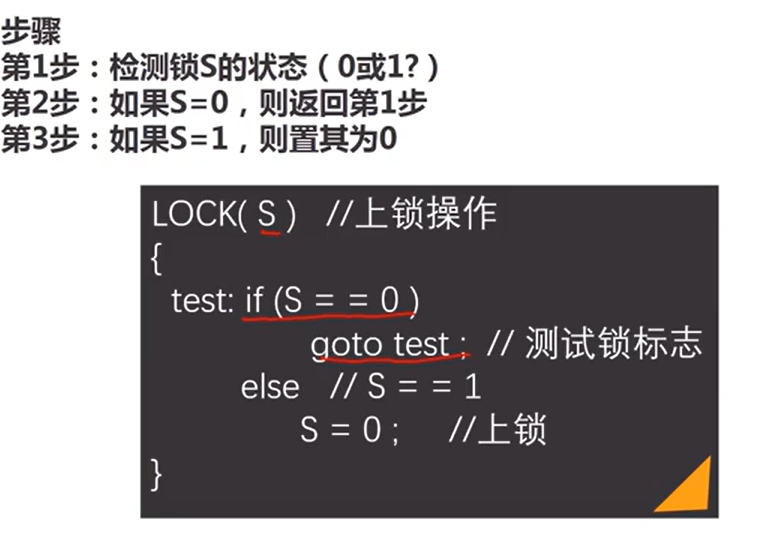 步骤
第1步：检测锁S的状态（0或1?）
第2步：如果S=0，则返回第1步
第3步：如果S=1，则置其为0
LOCK( S ) //上锁操作
{
test: if (S = = 0 )
goto test ; // 测试锁标志
else // S = = 1
S = 0 ; //上锁
}